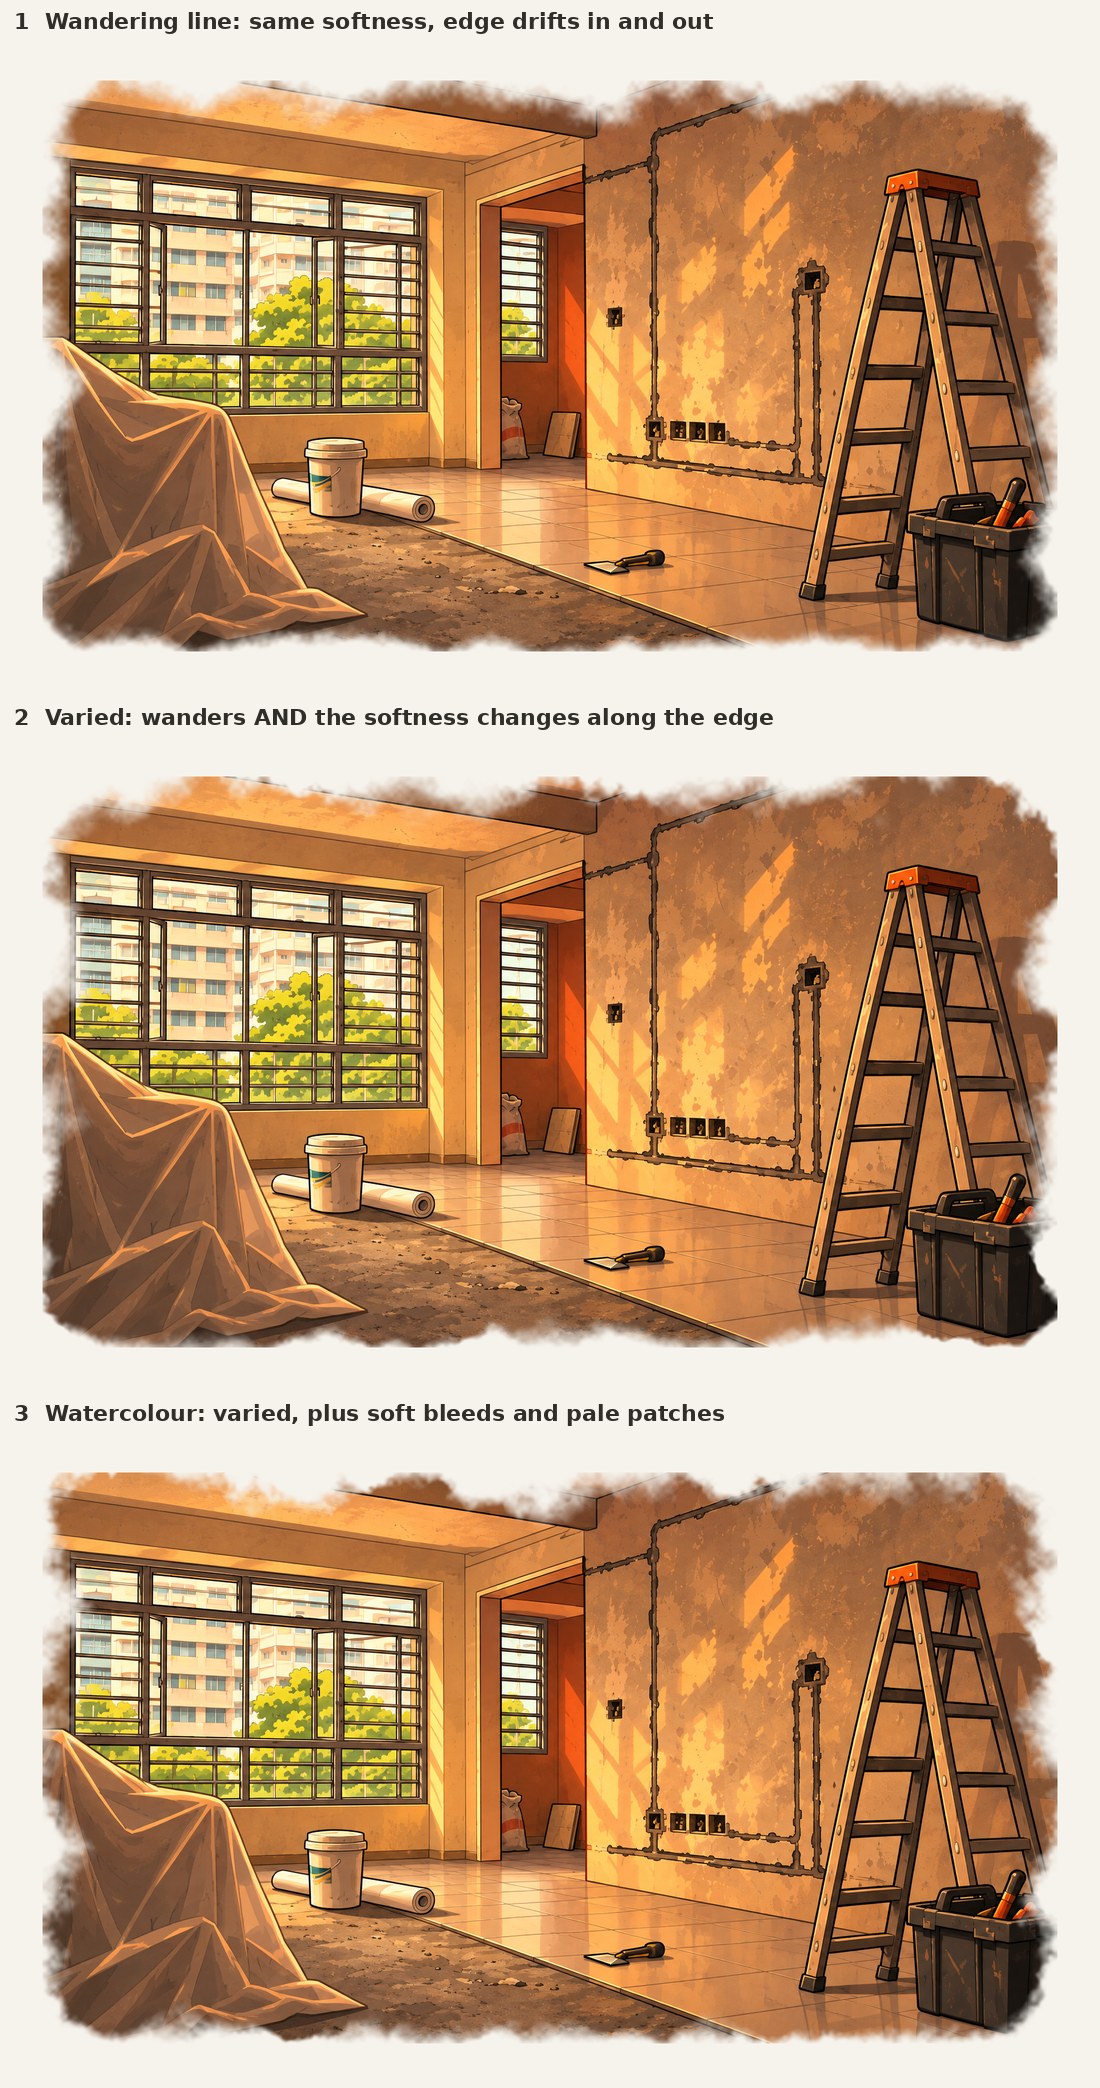 1 Wandering line: same softness, edge drifts in and out
2 Varied: wanders AND the softness changes along the edge
3 Watercolour: varied, plus soft bleeds and pale patches